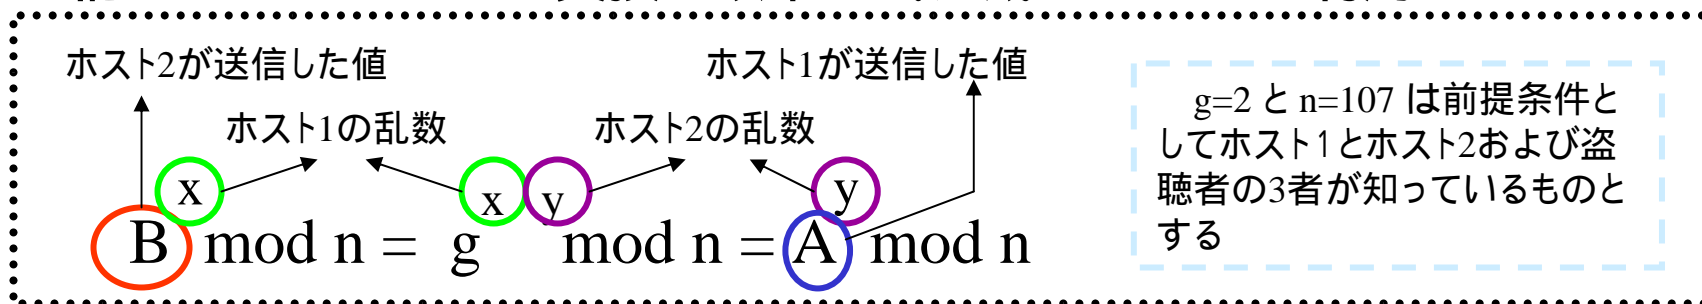 ホスト2が送信した値
ホスト1が送信した値
ホスト1の乱数
ホスト2の乱数
x x y y
B mod n = g mod n = A mod n
g=2 と n=107 は前提条件と
してホスト1とホスト2および盗
聴者の3者が知っているものと
する